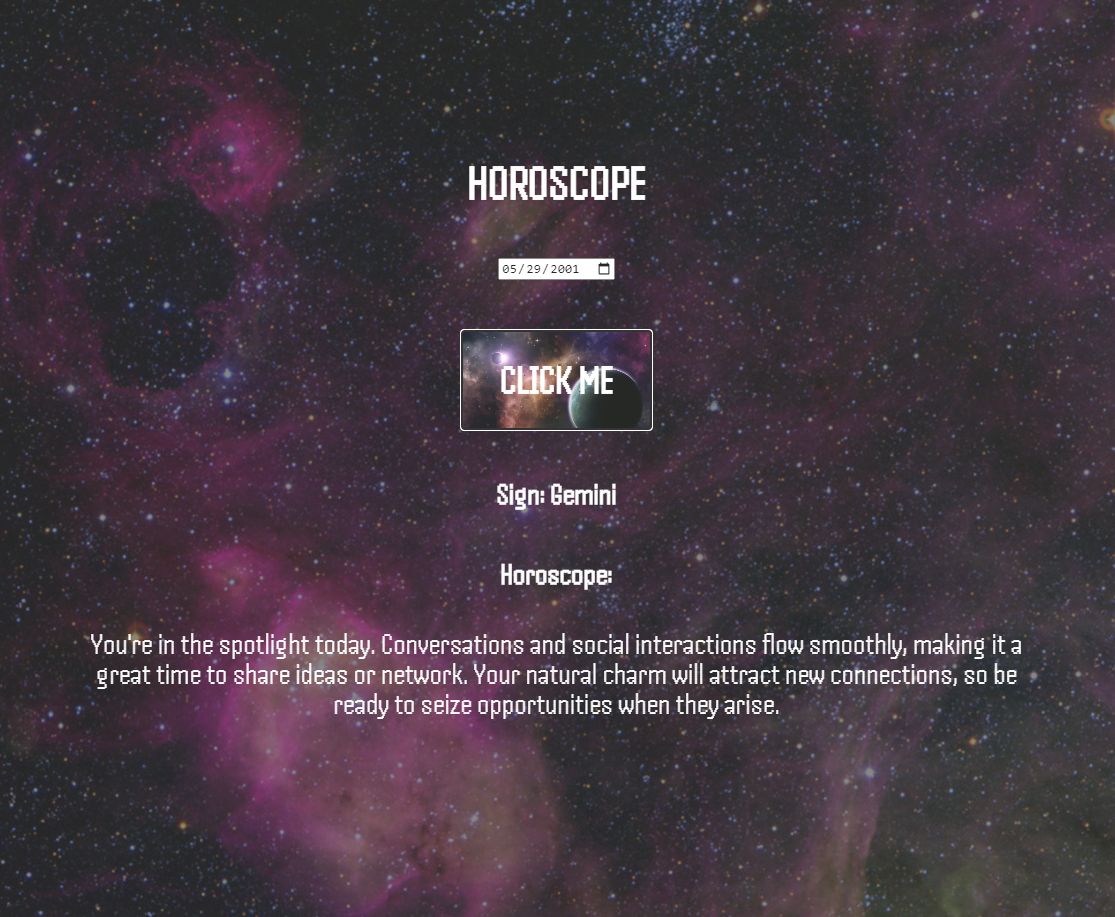 HOROSCOPE
05/29/2001
CLICK ME
Sign: Gemini
Horoscope:
You're in the spotlight today. Conversations and social interactions flow smoothly, making it a
great time to share ideas or network. Your natural charm will attract new connections, so be
ready to seize opportunities when they arise.